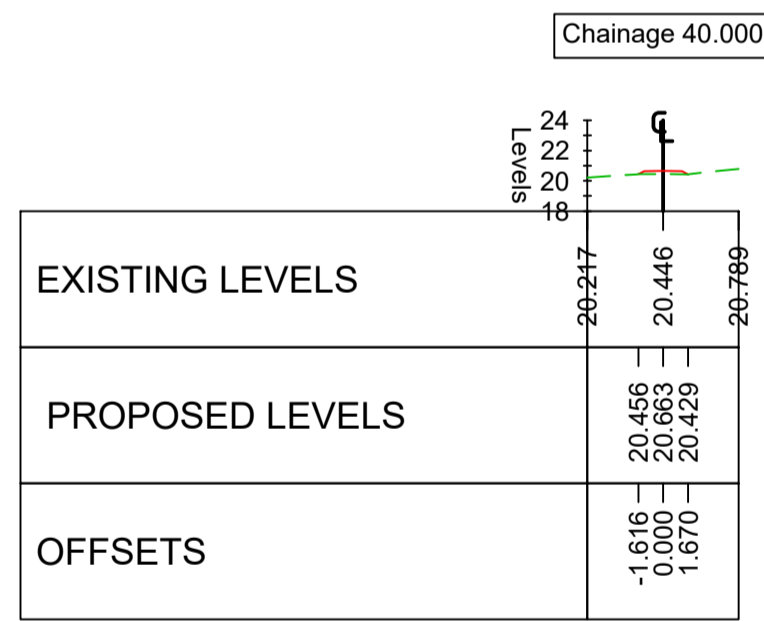 Chainage 40.000
℄
24
22
20
18
Levels
EXISTING LEVELS
20.217
20.446
20.789
PROPOSED LEVELS
20.456
20.663
20.429
OFFSETS
-1.616
0.000
1.670